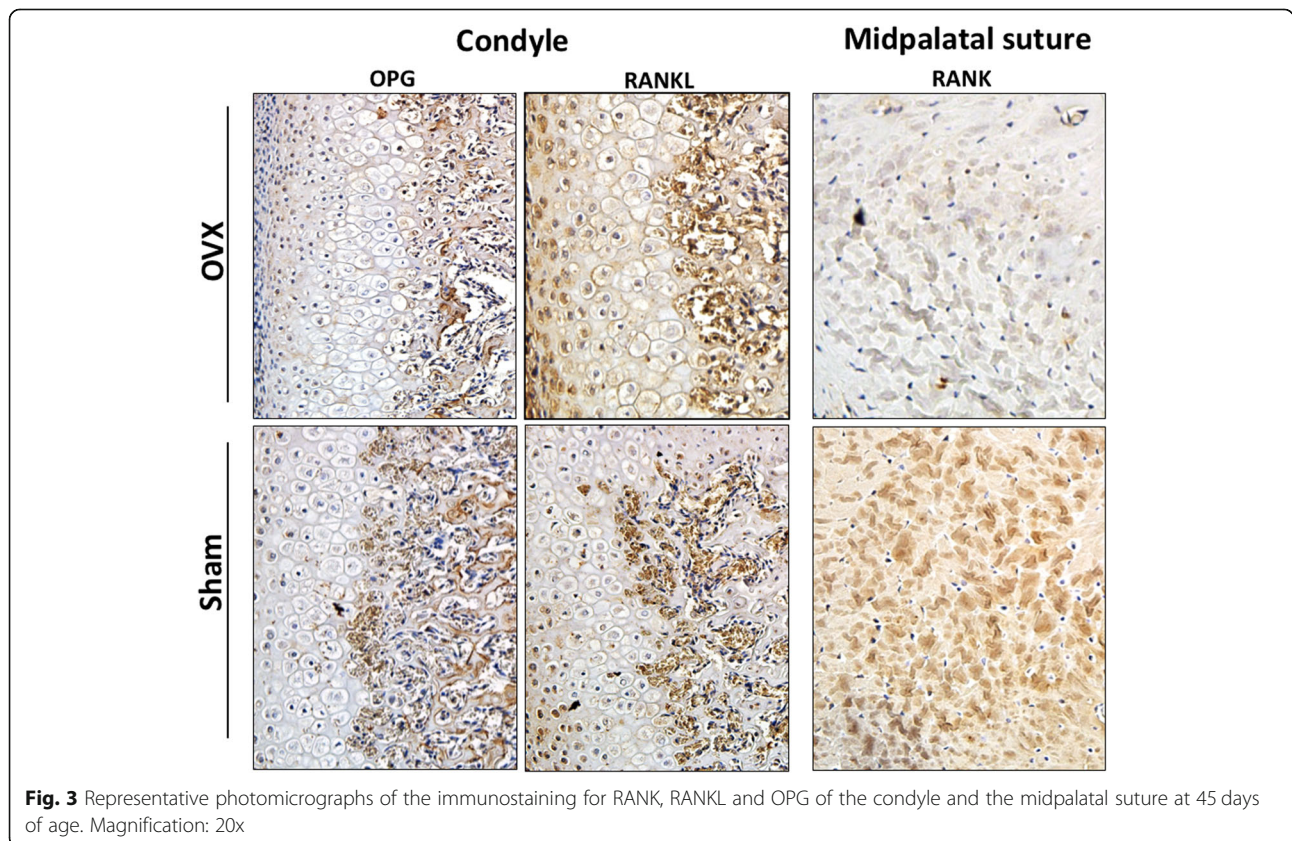 Condyle
Midpalatal suture
OPG
RANKL
RANK
OVX
Sham
Fig. 3 Representative photomicrographs of the immunostaining for RANK, RANKL and OPG of the condyle and the midpalatal suture at 45 days
of age. Magnification: 20x